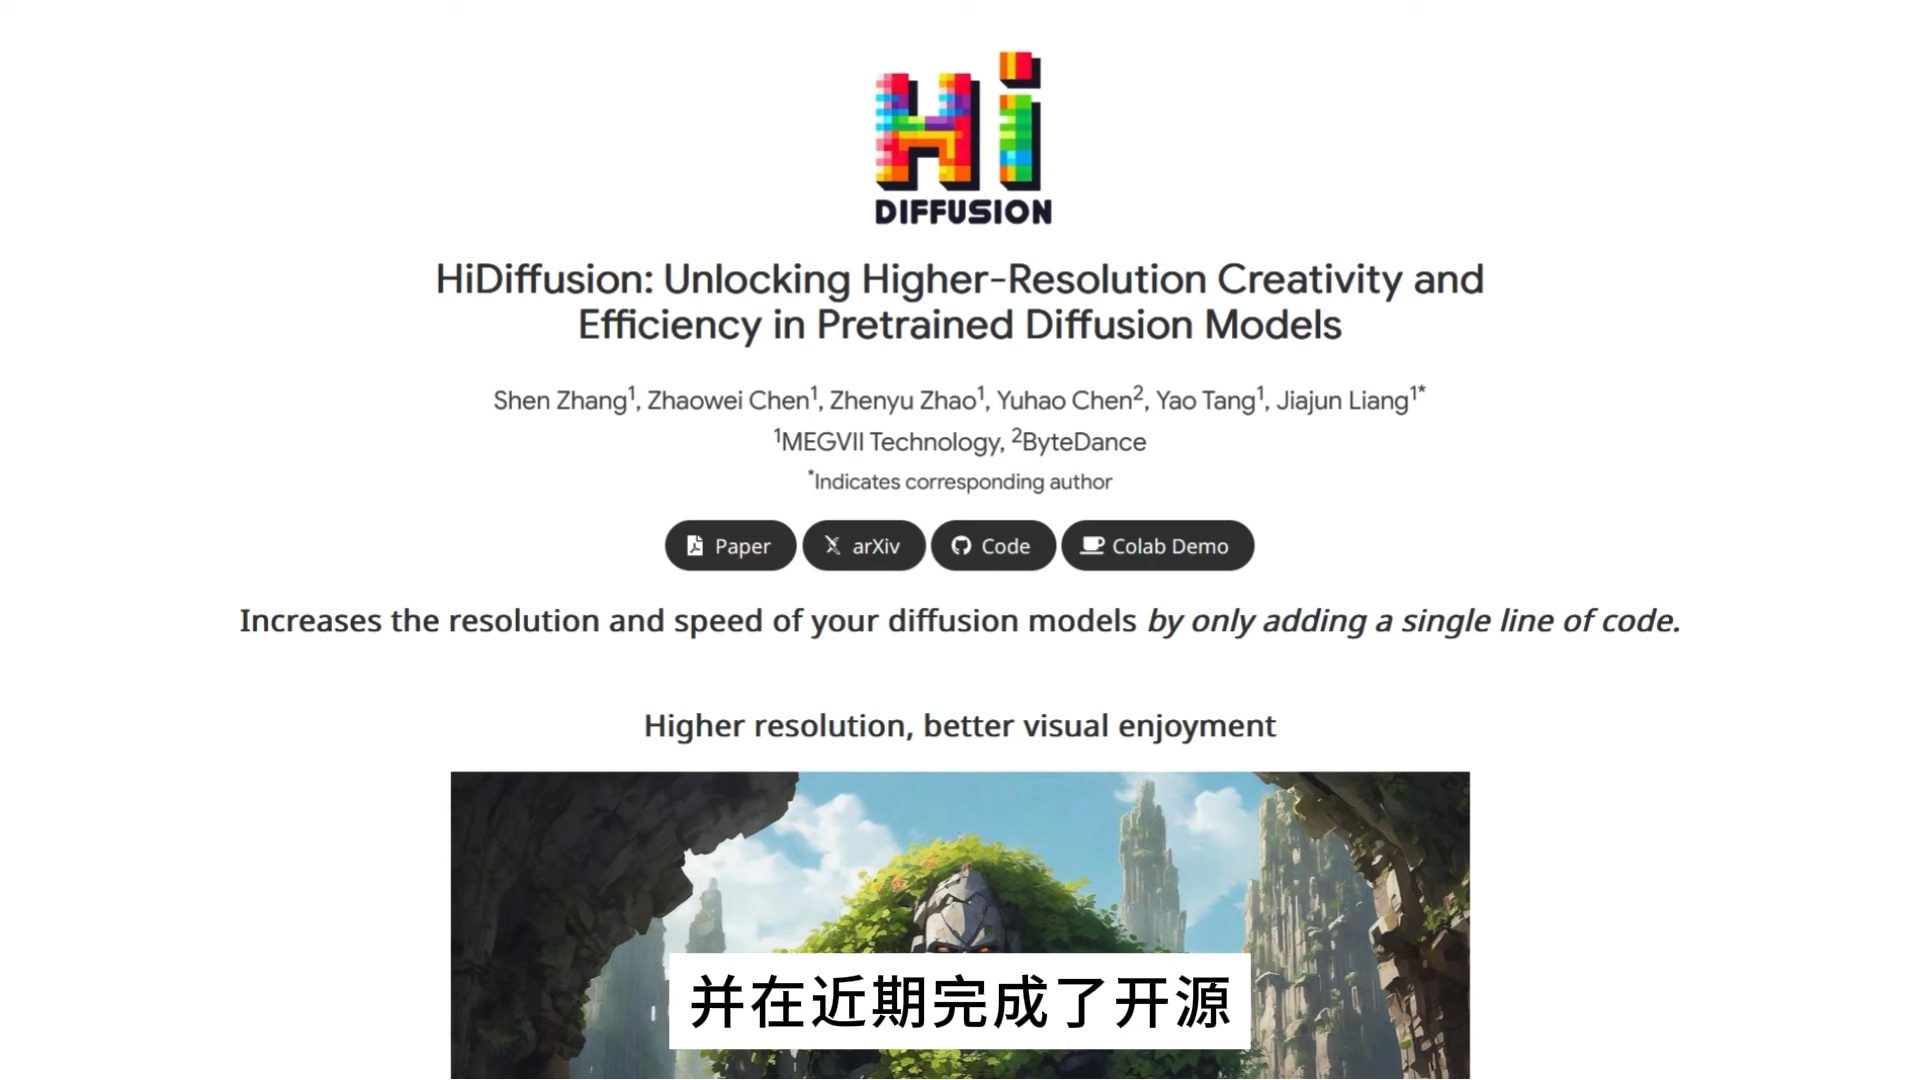 Hi
DIFFUSION
HiDiffusion: Unlocking Higher-Resolution Creativity and
Efficiency in Pretrained Diffusion Models
Shen Zhang¹, Zhaowei Chen¹, Zhenyu Zhao¹, Yuhao Chen², Yao Tang¹, Jiajun Liang¹*
¹MEGVII Technology, ²ByteDance
*Indicates corresponding author
Paper arXiv Code Colab Demo
Increases the resolution and speed of your diffusion models by only adding a single line of code.
Higher resolution, better visual enjoyment
并在近期完成了开源